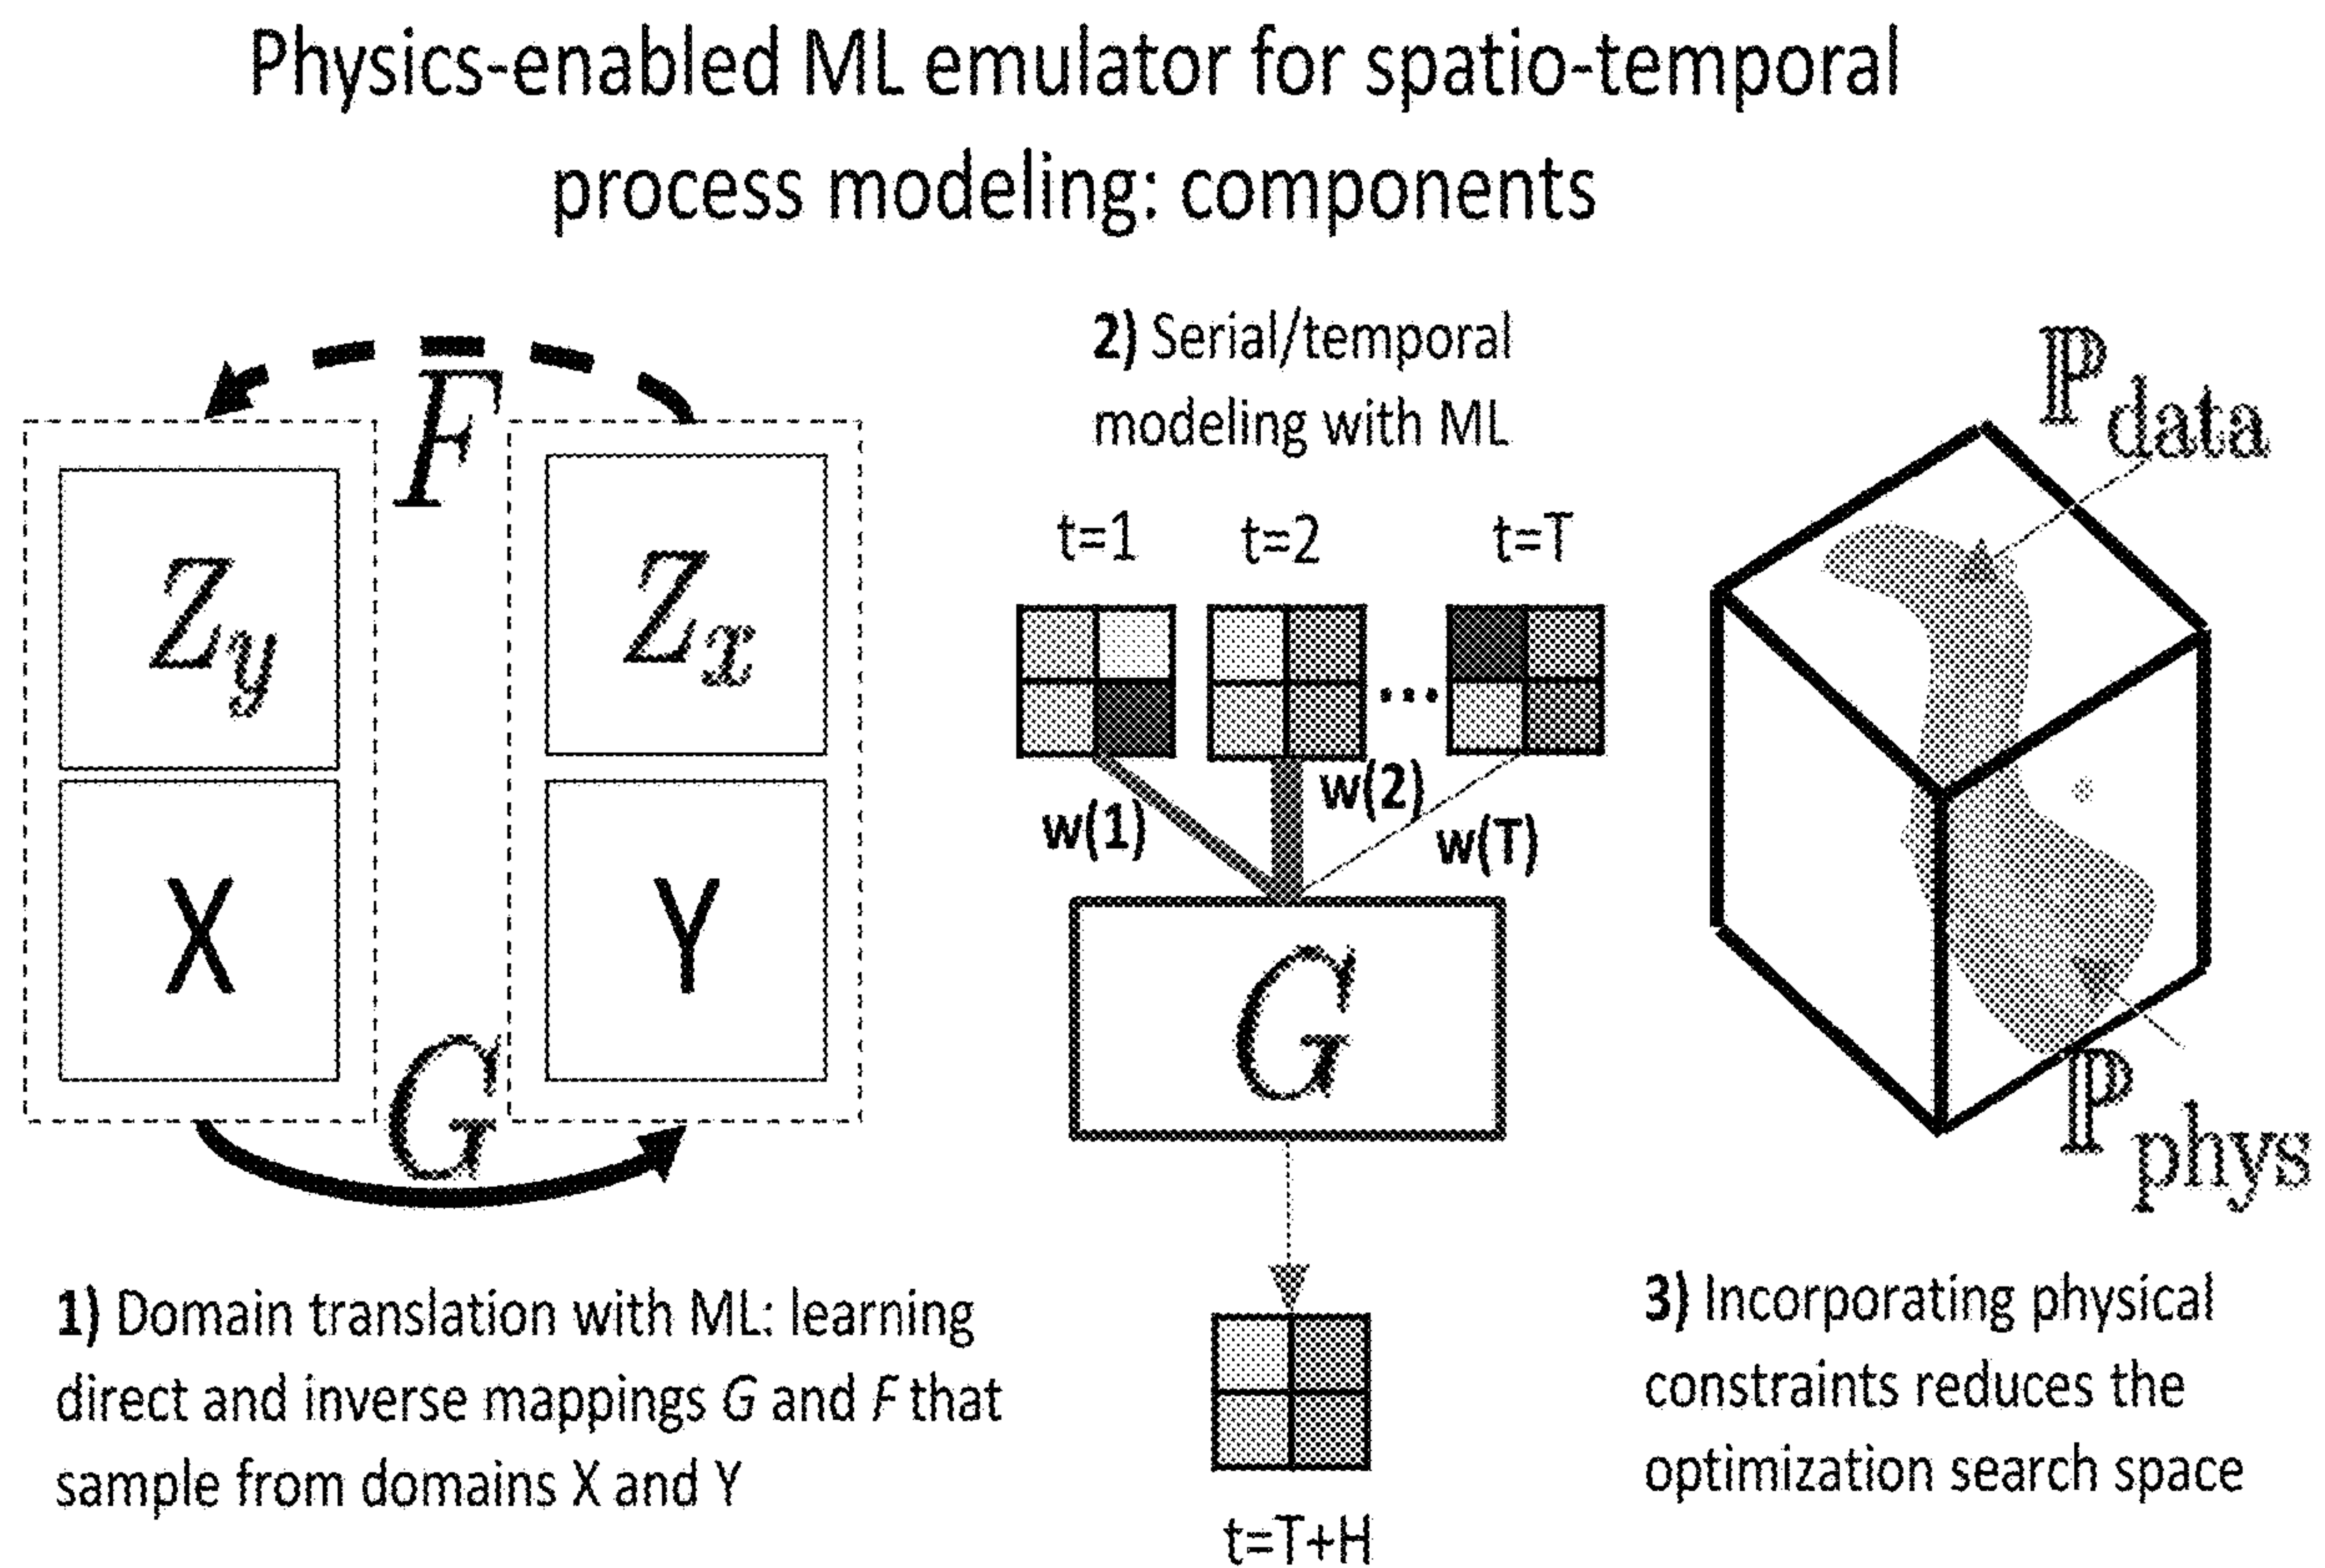 Physics-enabled ML emulator for spatio-temporal
process modeling: components
F
Z_y
Z_x
X
Y
G
1) Domain translation with ML: learning
direct and inverse mappings G and F that
sample from domains X and Y
2) Serial/temporal
modeling with ML
t=1 t=2 t=T
...
w(1) w(2) w(T)
G
t=T+H
ℙ_data
ℙ_phys
3) Incorporating physical
constraints reduces the
optimization search space